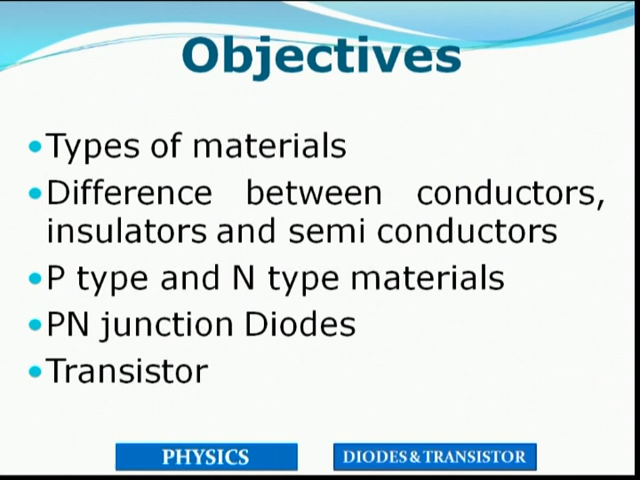 Objectives
Types of materials
Difference between conductors,
insulators and semi conductors
P type and N type materials
PN junction Diodes
Transistor
PHYSICS
DIODES & TRANSISTOR